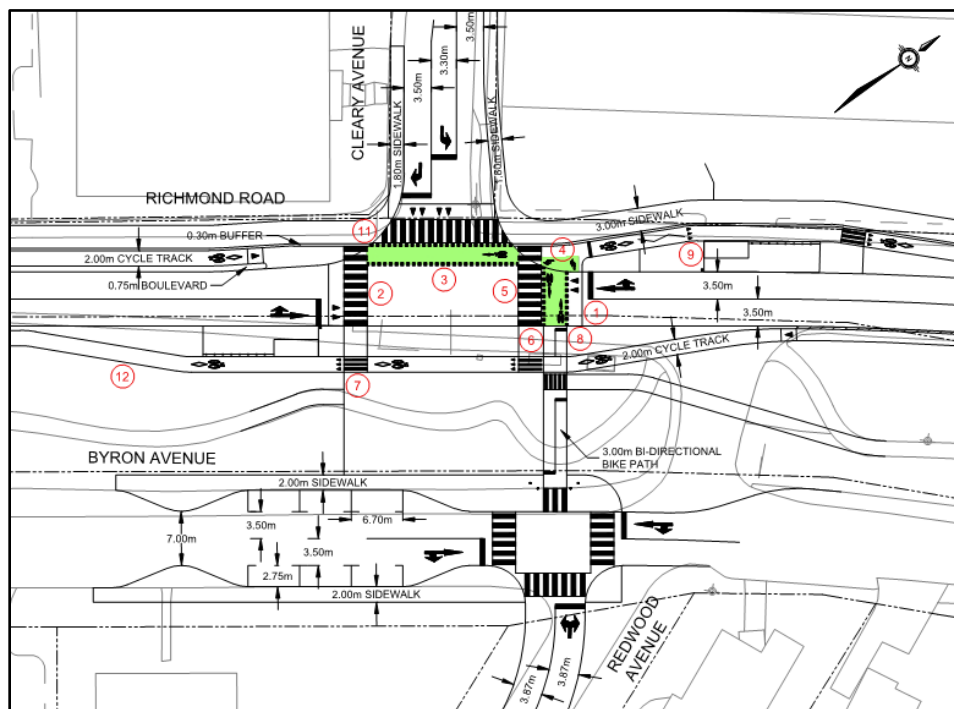 CLEARY AVENUE
1.80m SIDEWALK
3.50m
3.30m
3.50m
1.80m SIDEWALK
N
RICHMOND ROAD
11
0.30m BUFFER
2.00m CYCLE TRACK
0.75m BOULEVARD
3.00m SIDEWALK
4
9
3
2
5
3.50m
1
3.50m
6
8
2.00m CYCLE TRACK
12
7
BYRON AVENUE
3.00m BI-DIRECTIONAL
BIKE PATH
2.00m SIDEWALK
3.50m
6.70m
7.00m
3.50m
2.75m
2.00m SIDEWALK
REDWOOD
AVENUE
3.87m
3.87m